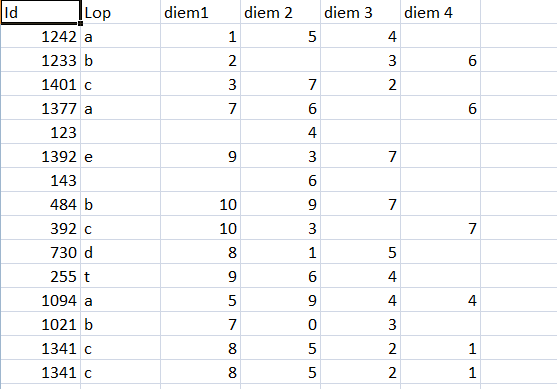 Id Lop diem1 diem 2 diem 3 diem 4
1242 a 1 5 4
1233 b 2 3 6
1401 c 3 7 2
1377 a 7 6 6
123 4
1392 e 9 3 7
143 6
484 b 10 9 7
392 c 10 3 7
730 d 8 1 5
255 t 9 6 4
1094 a 5 9 4 4
1021 b 7 0 3
1341 c 8 5 2 1
1341 c 8 5 2 1